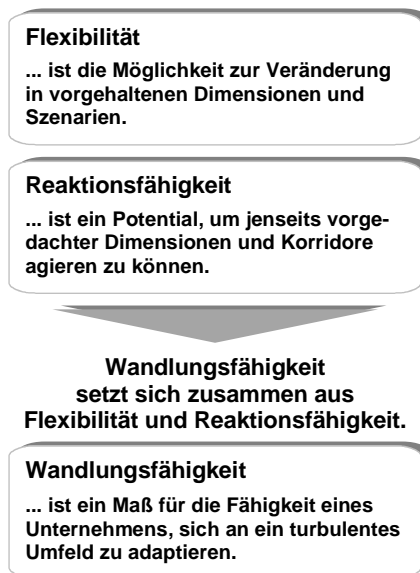 Flexibilität
... ist die Möglichkeit zur Veränderung
in vorgehaltenen Dimensionen und
Szenarien.
Reaktionsfähigkeit
... ist ein Potential, um jenseits vorge-
dachter Dimensionen und Korridore
agieren zu können.
Wandlungsfähigkeit
setzt sich zusammen aus
Flexibilität und Reaktionsfähigkeit.
Wandlungsfähigkeit
... ist ein Maß für die Fähigkeit eines
Unternehmens, sich an ein turbulentes
Umfeld zu adaptieren.